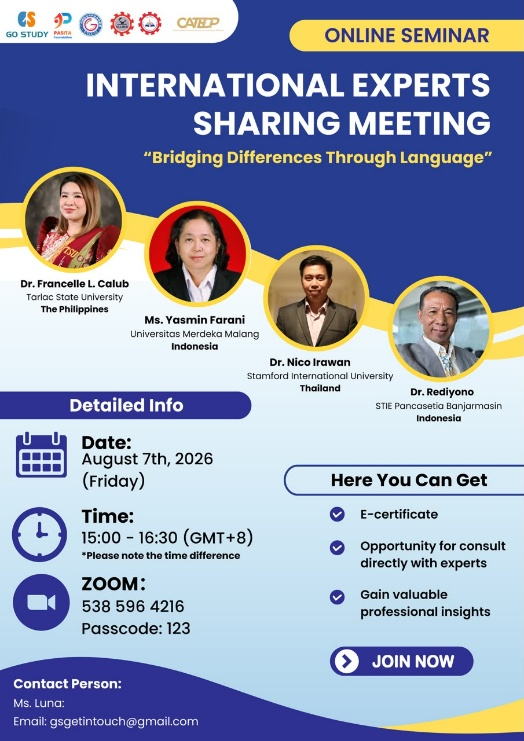 GO STUDY
PASITA
Foundation
CATHCP
ONLINE SEMINAR
INTERNATIONAL EXPERTS
SHARING MEETING
“Bridging Differences Through Language”
Dr. Francelle L. Calub
Tarlac State University
The Philippines
Ms. Yasmin Farani
Universitas Merdeka Malang
Indonesia
Dr. Nico Irawan
Stamford International University
Thailand
Dr. Rediyono
STIE Pancasetia Banjarmasin
Indonesia
Detailed Info
Date:
August 7th, 2026
(Friday)
Time:
15:00 - 16:30 (GMT+8)
*Please note the time difference
ZOOM:
538 596 4216
Passcode: 123
Here You Can Get
E-certificate
Opportunity for consult
directly with experts
Gain valuable
professional insights
JOIN NOW
Contact Person:
Ms. Luna:
Email: gsgetintouch@gmail.com